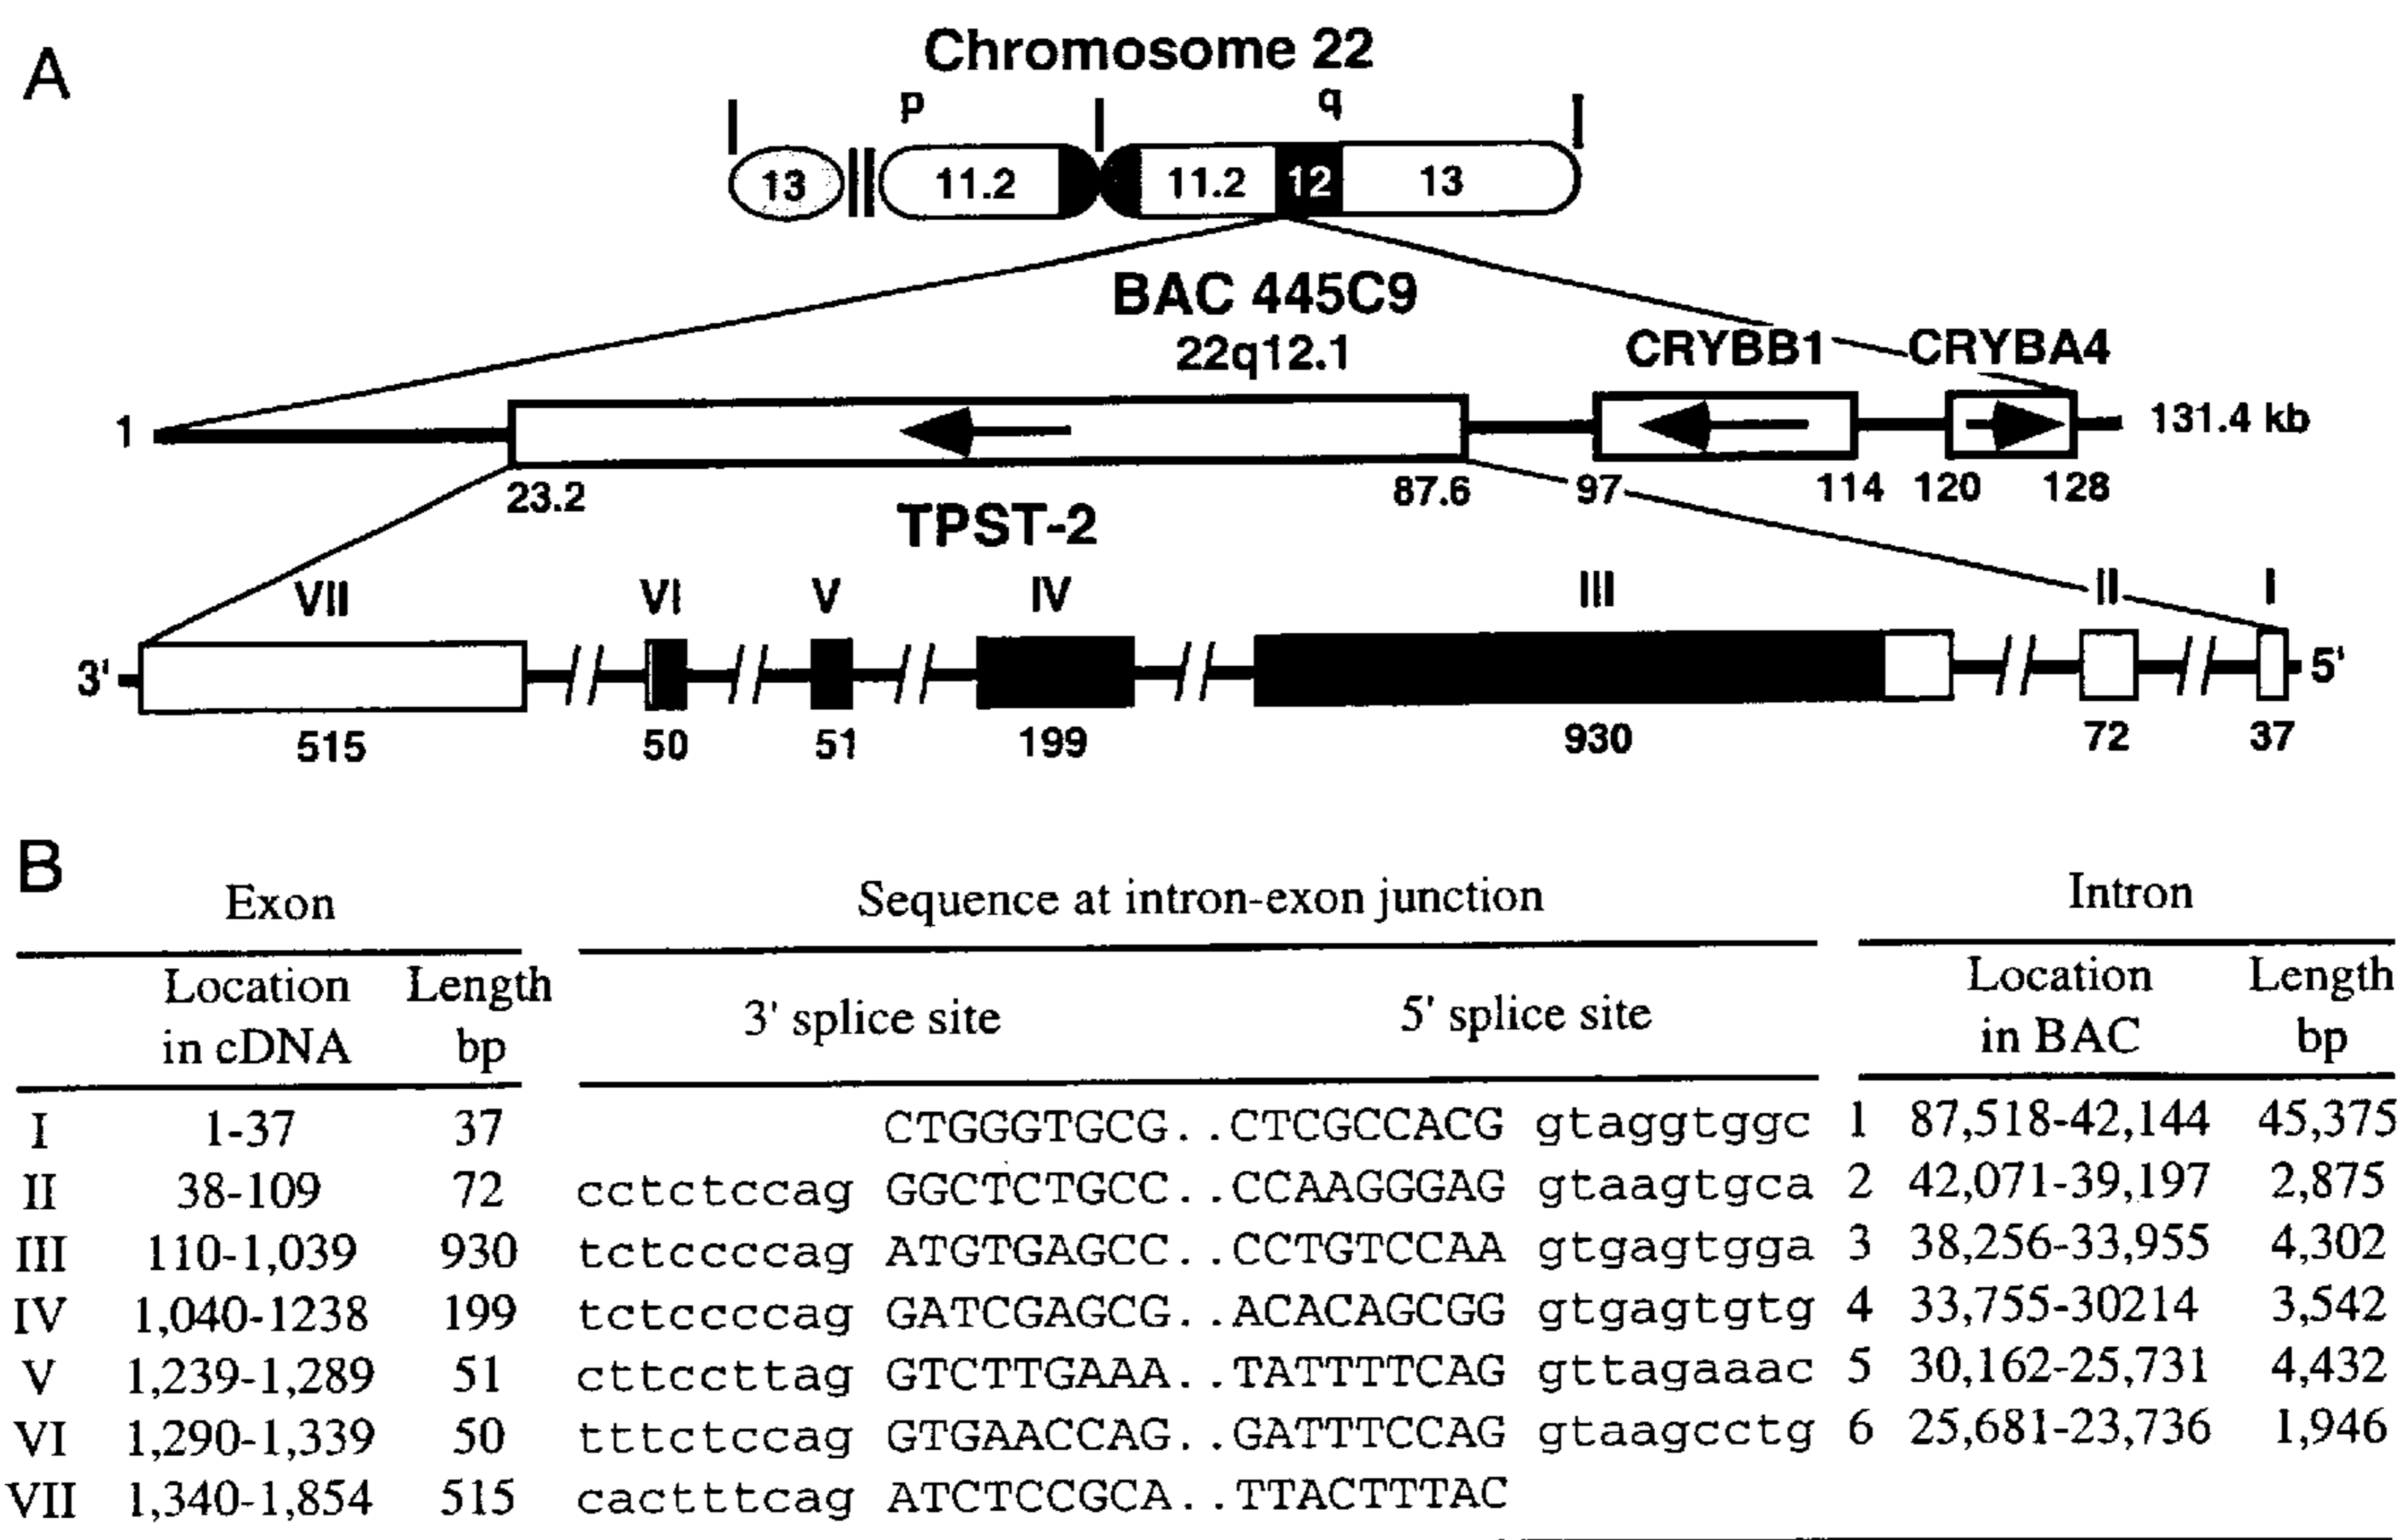 A
Chromosome 22
p q
13 11.2 11.2 12 13
BAC 445C9
22q12.1
CRYBB1 CRYBA4
1 131.4 kb
23.2 87.6 97 114 120 128
TPST-2
VII VI V IV III II I
3' 5'
515 50 51 199 930 72 37
B
Exon Sequence at intron-exon junction Intron
Location Length 3' splice site 5' splice site Location Length
in cDNA bp in BAC bp
I 1-37 37 CTGGGTGCG..CTCGCCACG gtaggtggc 1 87,518-42,144 45,375
II 38-109 72 cctctccag GGCTCTGCC..CCAAGGGAG gtaagtgca 2 42,071-39,197 2,875
III 110-1,039 930 tctccccag ATGTGAGCC..CCTGTCCAA gtgagtgga 3 38,256-33,955 4,302
IV 1,040-1238 199 tctccccag GATCGAGCG..ACACAGCGG gtgagtgtg 4 33,755-30214 3,542
V 1,239-1,289 51 cttccttag GTCTTGAAA..TATTTTCAG gttagaaac 5 30,162-25,731 4,432
VI 1,290-1,339 50 tttctccag GTGAACCAG..GATTTCCAG gtaagcctg 6 25,681-23,736 1,946
VII 1,340-1,854 515 cactttcag ATCTCCGCA..TTACTTTAC